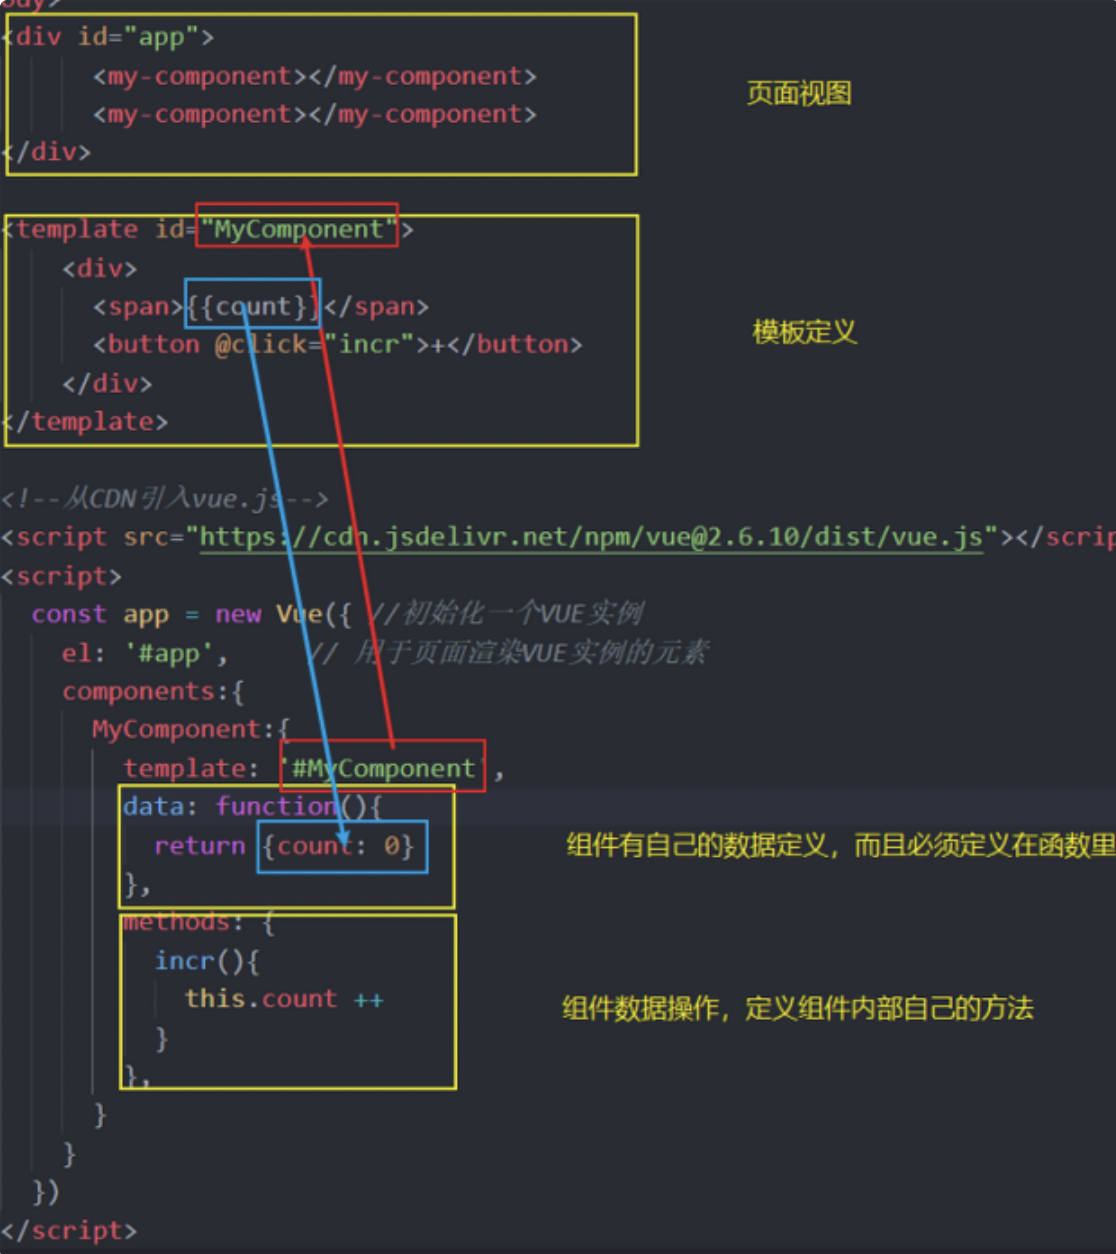 <div id="app">
<my-component></my-component>
<my-component></my-component>
</div>
页面视图
<template id="MyComponent">
<div>
<span>{{count}}</span>
<button @click="incr">+</button>
</div>
</template>
模板定义
<!--从CDN引入vue.js-->
<script src="https://cdn.jsdelivr.net/npm/vue@2.6.10/dist/vue.js"></scrip
<script>
const app = new Vue({ //初始化一个VUE实例
el: '#app', // 用于页面渲染VUE实例的元素
components:{
MyComponent:{
template: '#MyComponent',
data: function(){
return {count: 0}
},
组件有自己的数据定义，而且必须定义在函数里
methods: {
incr(){
this.count ++
}
},
组件数据操作，定义组件内部自己的方法
}
}
})
</script>